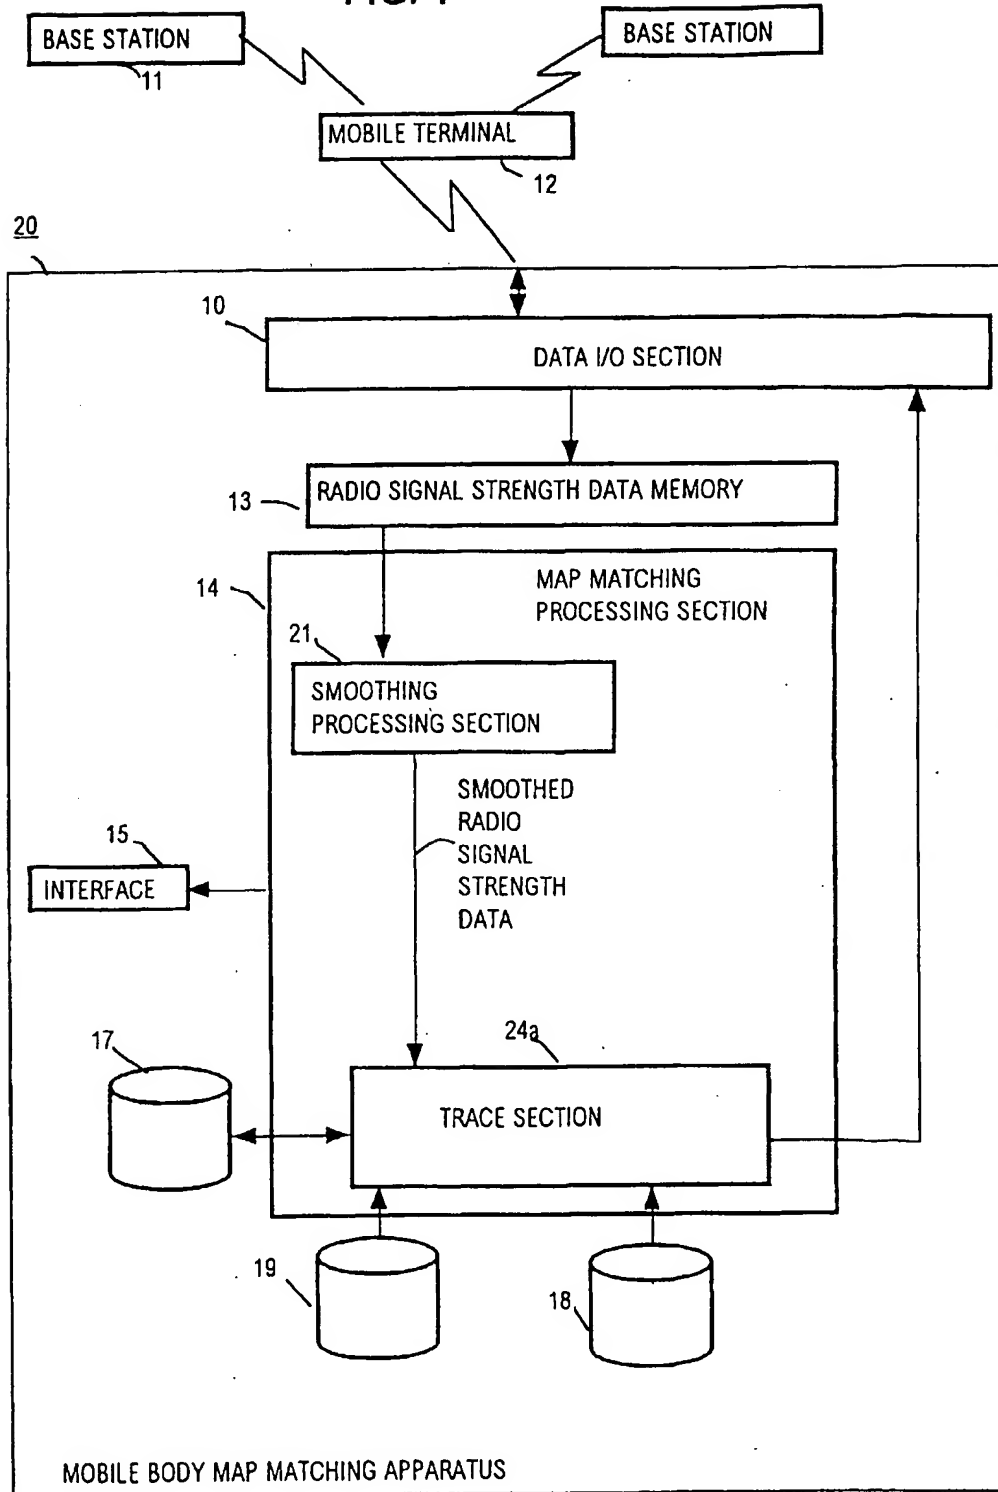 BASE STATION
11
BASE STATION
MOBILE TERMINAL
12
20
10
DATA I/O SECTION
13
RADIO SIGNAL STRENGTH DATA MEMORY
14
MAP MATCHING
PROCESSING SECTION
21
SMOOTHING
PROCESSING SECTION
SMOOTHED
RADIO
SIGNAL
STRENGTH
DATA
15
INTERFACE
17
24a
TRACE SECTION
19
18
MOBILE BODY MAP MATCHING APPARATUS